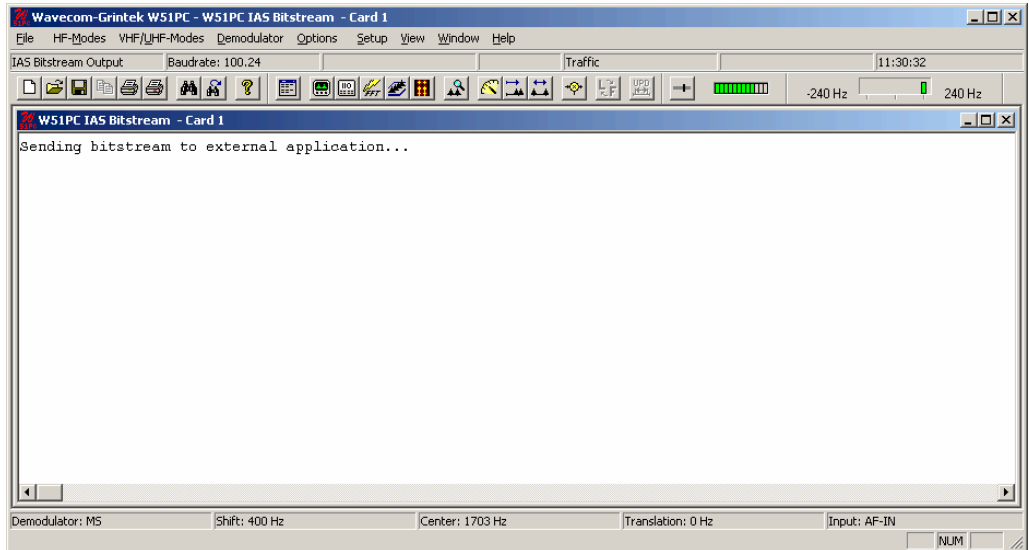 Wavecom-Grintek W51PC - W51PC IAS Bitstream - Card 1
File HF-Modes VHF/UHF-Modes Demodulator Options Setup View Window Help
IAS Bitstream Output Baudrate: 100.24 Traffic 11:30:32
-240 Hz 240 Hz
W51PC IAS Bitstream - Card 1
Sending bitstream to external application...
Demodulator: MS Shift: 400 Hz Center: 1703 Hz Translation: 0 Hz Input: AF-IN
NUM